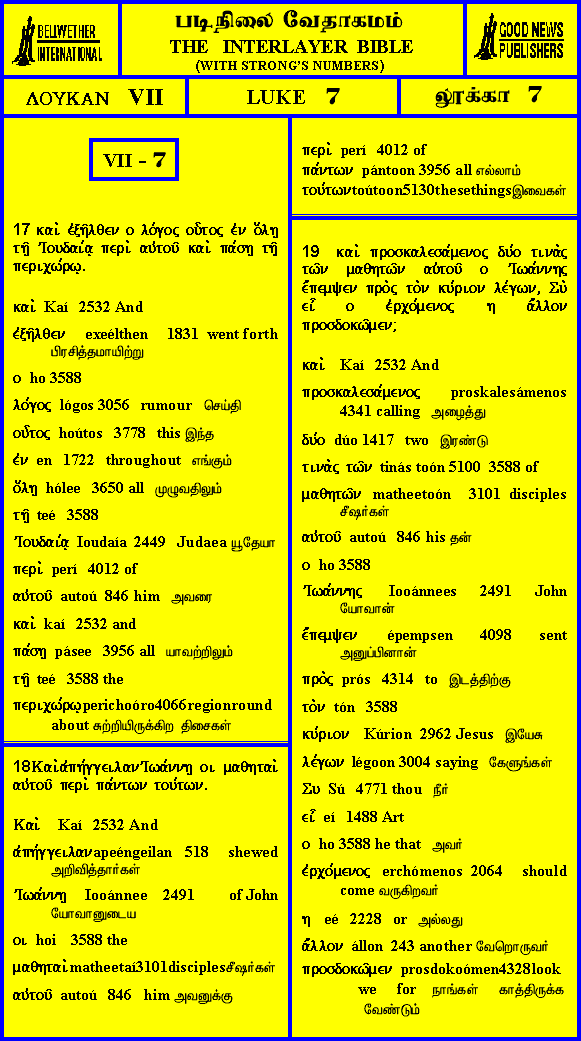 BELLWETHER
INTERNATIONAL
படிநிலை வேதாகமம்
THE INTERLAYER BIBLE
(WITH STRONG'S NUMBERS)
GOOD NEWS
PUBLISHERS
ΛΟΥΚΑΝ VII
LUKE 7
லூக்கா 7
VII - 7
17 καὶ ἐξῆλθεν ο λόγος οὗτος ἐν ὅλῃ
τῇ Ἰουδαίᾳ περὶ αὐτοῦ καὶ πάσῃ τῇ
περιχώρῳ.
καὶ Kaí 2532 And
ἐξῆλθεν exeélthen 1831 went forth
பிரசித்தமாயிற்று
ο ho 3588
λόγος lógos 3056 rumour செய்தி
οὗτος hoútos 3778 this இந்த
ἐν en 1722 throughout எங்கும்
ὅλῃ hólee 3650 all முழுவதிலும்
τῇ teé 3588
Ἰουδαίᾳ Ioudaía 2449 Judaea யூதேயா
περὶ perí 4012 of
αὐτοῦ autoú 846 him அவரை
καὶ kaí 2532 and
πάσῃ pásee 3956 all யாவற்றிலும்
τῇ teé 3588 the
περιχώρῳ perichoóro4066regionround
about சுற்றியிருக்கிற திசைகள்
18Καὶἀπήγγειλαν Ἰωάννῃ οι μαθηταὶ
αὐτοῦ περὶ πάντων τούτων.
Καὶ Kaí 2532 And
ἀπήγγειλαν apeéngeilan 518 shewed
அறிவித்தார்கள்
Ἰωάννῃ Iooánnee 2491 of John
யோவானுடைய
οι hoi 3588 the
μαθηταὶ matheetaí3101disciplesசீஷர்கள்
αὐτοῦ autoú 846 him அவனுக்கு
περὶ perí 4012 of
πάντων pántoon 3956 all எல்லாம்
τούτωντoútoon5130thesethingsஇவைகள்
19 καὶ προσκαλεσάμενος δύο τινὰς
τῶν μαθητῶν αὐτοῦ ο Ἰωάννης
ἔπεμψεν πρὸς τὸν κύριον λέγων, Σὺ
εἶ ο ἐρχόμενος η ἄλλον
προσδοκῶμεν;
καὶ Kaí 2532 And
προσκαλεσάμενος proskalesámenos
4341 calling அழைத்து
δύο dúo 1417 two இரண்டு
τινὰς τῶν tinás toón 5100 3588 of
μαθητῶν matheetoón 3101 disciples
சீஷர்கள்
αὐτοῦ autoú 846 his தன்
ο ho 3588
Ἰωάννης Iooánnees 2491 John
யோவான்
ἔπεμψεν épempsen 4098 sent
அனுப்பினான்
πρὸς prós 4314 to இடத்திற்கு
τὸν tón 3588
κύριον Kúrion 2962 Jesus இயேசு
λέγων légoon 3004 saying கேளுங்கள்
Συ Sú 4771 thou நீர்
εἶ eí 1488 Art
ο ho 3588 he that அவர்
ἐρχόμενος erchómenos 2064 should
come வருகிறவர்
η eé 2228 or அல்லது
ἄλλον állon 243 another வேறொருவர்
προσδοκῶμεν prosdokoómen4328look
we for நாங்கள் காத்திருக்க
வேண்டும்